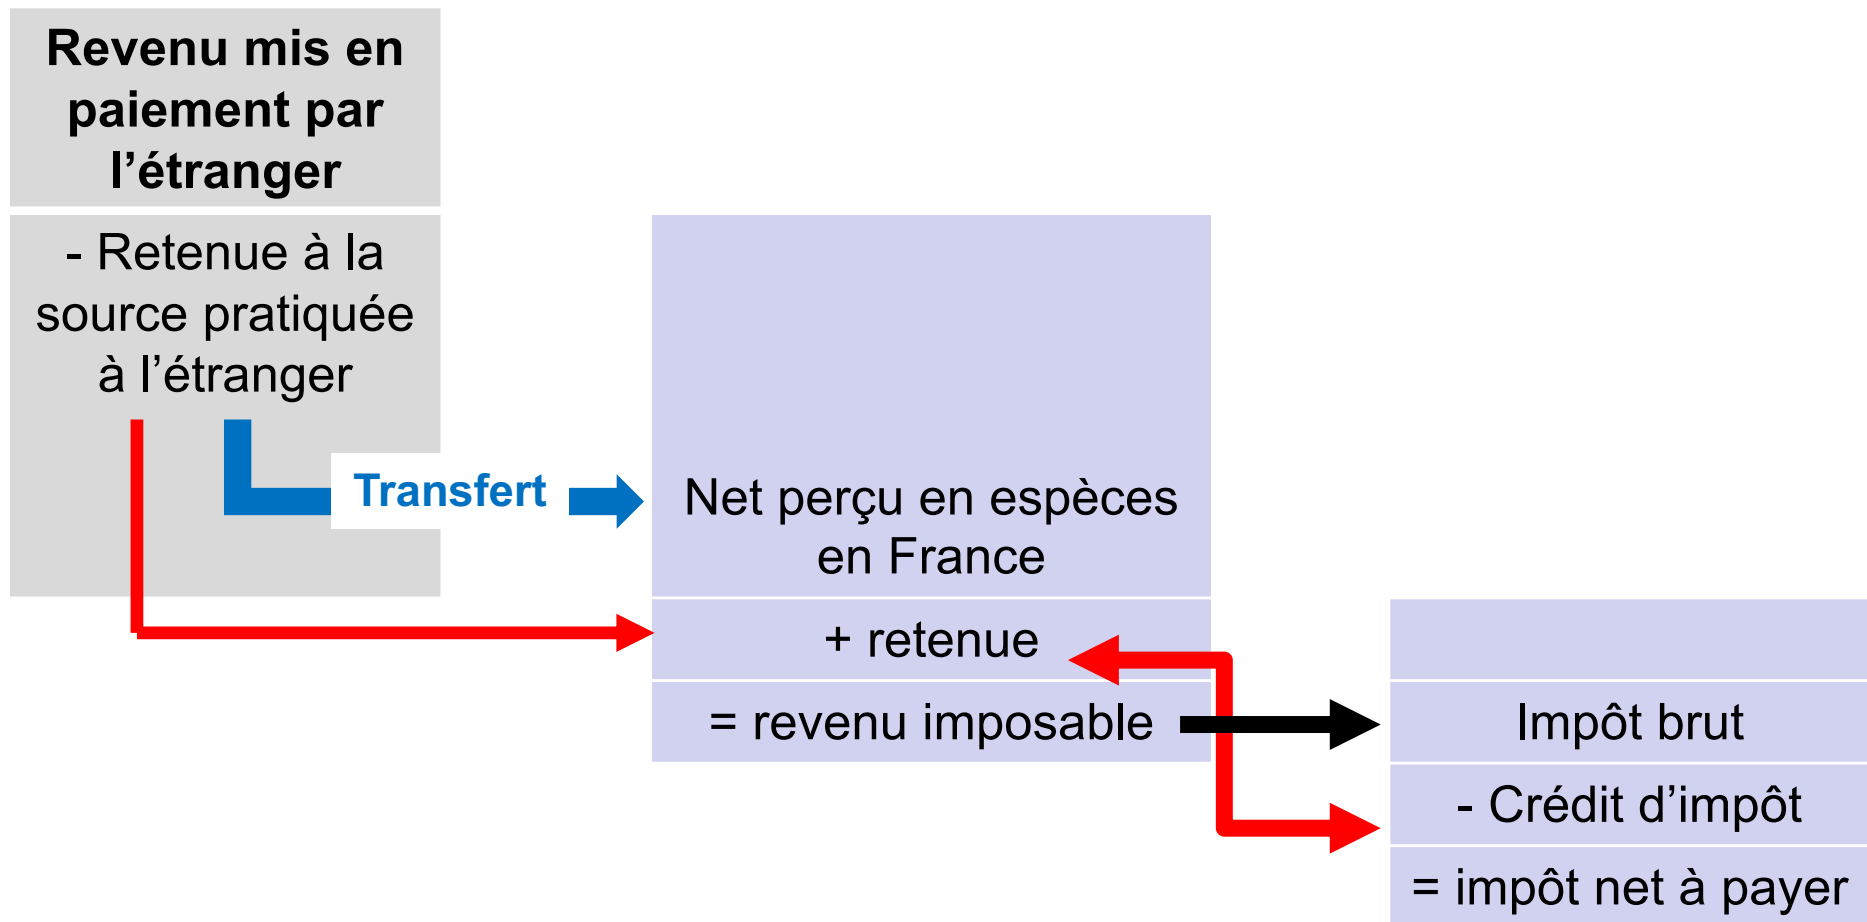 Revenu mis en
paiement par
l’étranger
- Retenue à la
source pratiquée
à l’étranger
Transfert
Net perçu en espèces
en France
+ retenue
= revenu imposable
Impôt brut
- Crédit d’impôt
= impôt net à payer